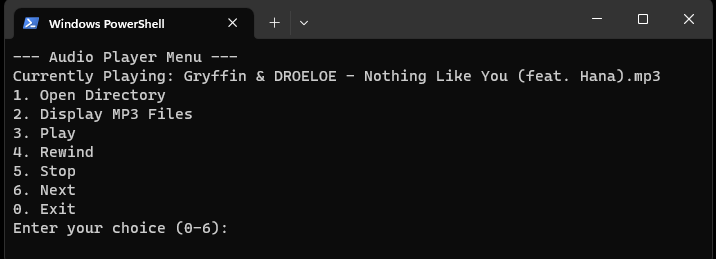 Windows PowerShell
--- Audio Player Menu ---
Currently Playing: Gryffin & DROELOE - Nothing Like You (feat. Hana).mp3
1. Open Directory
2. Display MP3 Files
3. Play
4. Rewind
5. Stop
6. Next
0. Exit
Enter your choice (0-6):